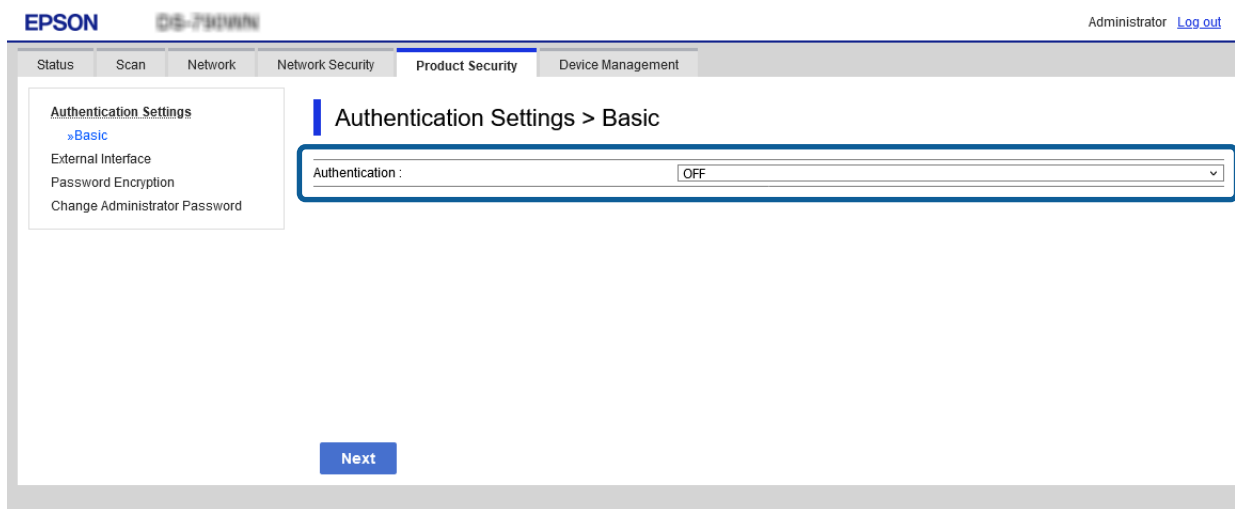 EPSON
Administrator Log out
Status Scan Network Network Security Product Security Device Management
Authentication Settings
»Basic
External Interface
Password Encryption
Change Administrator Password
Authentication Settings > Basic
Authentication : OFF
Next